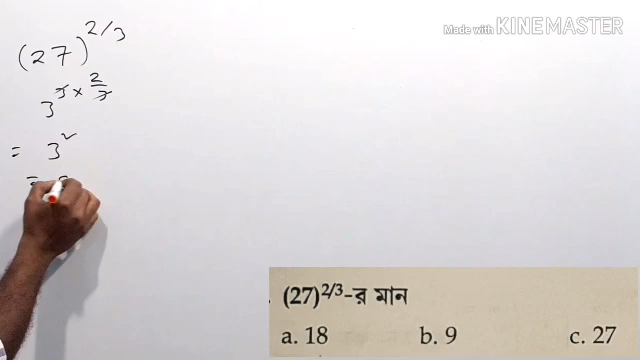 Made with KINEMASTER
(27)^2/3
3^3×2/3
= 3^2
=
(27)^2/3-র মান
a. 18 b. 9 c. 27